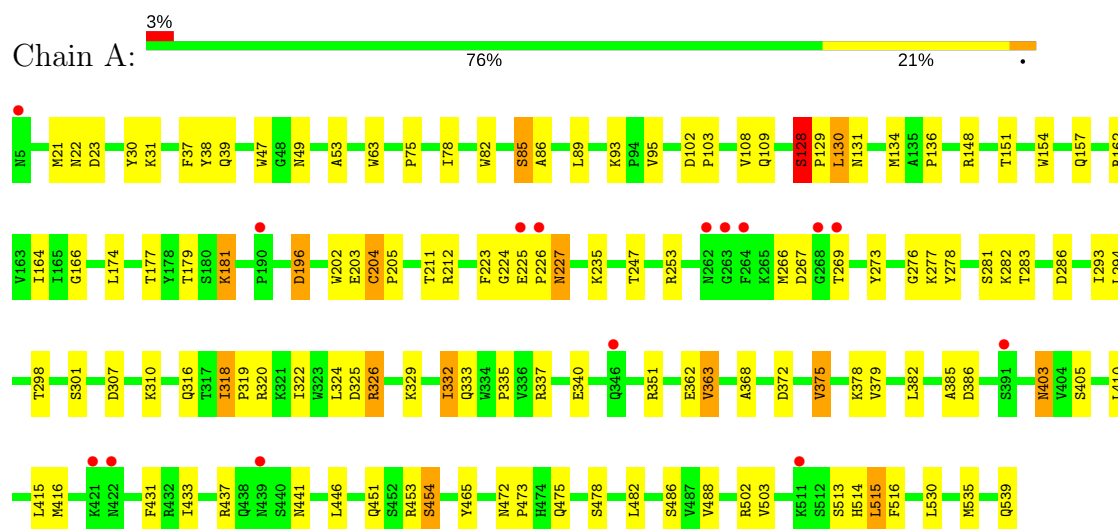 3%
Chain A:
76% 21% •
N5 M21 N22 D23 Y30 K31 F37 Y38 Q39 W47 G48 N49 A53 W63 P75 I78 W82 S85 A86 L89 K93 P94 V95 D102 P103 V108 Q109 S128 P129 L130 N131 M134 A135 P136 R148 T151 W154 Q157
V163 I164 I165 G166 L174 T177 Y178 T179 S180 K181 P190 D196 W202 E203 C204 P205 T211 R212 F223 G224 E225 P226 N227 K235 T247 R253 N262 G263 F264 K265 M266 D267 G268 T269 Y273 G276 K277 Y278 S281 K282 T283 D286 I293
T298 S301 D307 K310 Q316 T317 I318 P319 R320 K321 I322 W323 L324 D325 R326 K329 I332 Q333 W334 P335 V336 R337 E340 Q346 R351 E362 V363 A368 D372 V375 K378 V379 L382 A385 D386 S391 N403 V404 S405
L415 M416 K421 N422 F431 R432 I433 R437 Q438 N439 S440 N441 L446 Q451 S452 R453 S454 Y465 N472 P473 H474 Q475 S478 L482 S486 V487 V488 R502 V503 K511 S512 S513 H514 L515 F516 L530 M535 Q539